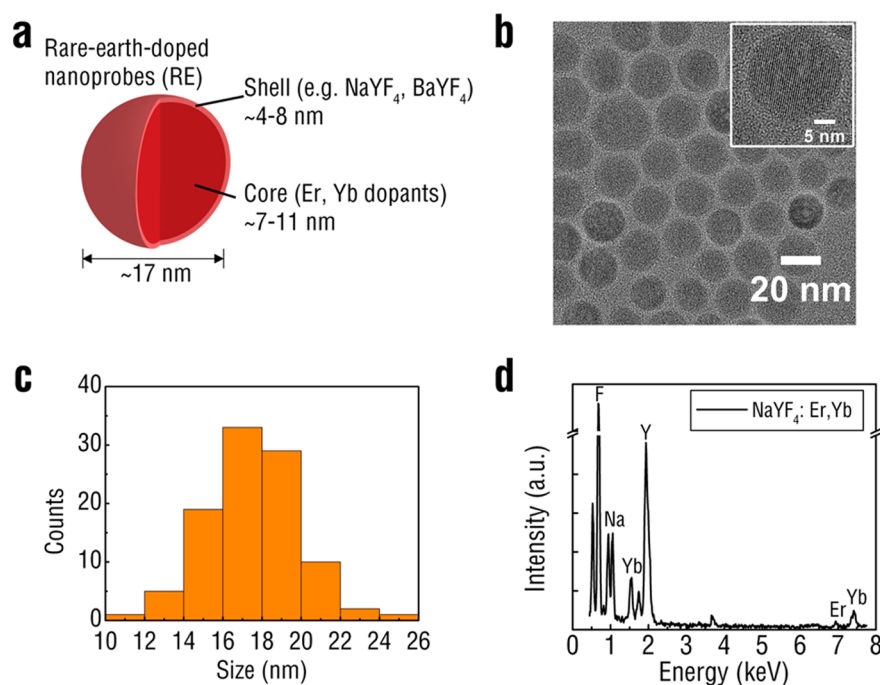 a
Rare-earth-doped
nanoprobes (RE)
Shell (e.g. NaYF₄, BaYF₄)
~4-8 nm
Core (Er, Yb dopants)
~7-11 nm
~17 nm
b
5 nm
20 nm
c
40
30
20
10
0
Counts
10 12 14 16 18 20 22 24 26
Size (nm)
d
NaYF₄: Er,Yb
F
Y
Na
Yb
Er Yb
Intensity (a.u.)
0 1 2 3 4 5 6 7 8
Energy (keV)